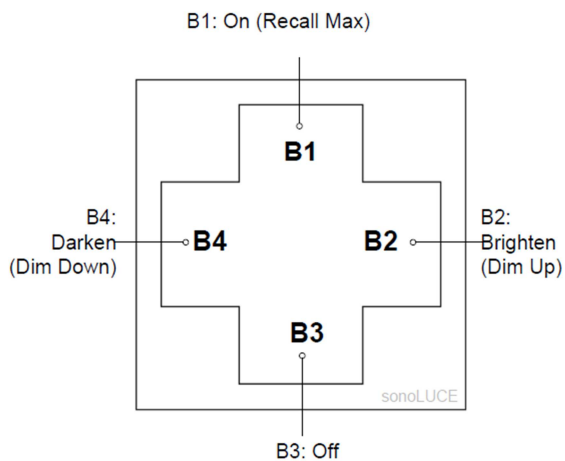 B1: On (Recall Max)
B1
B4:
Darken
(Dim Down)
B4
B2
B2:
Brighten
(Dim Up)
B3
sonoLUCE
B3: Off